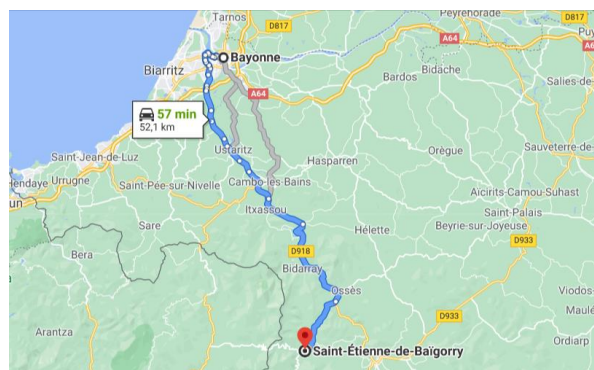 Tarnos
D817
Peyrehorade
D817
A64
Puy
Bayonne
Bidache
Biarritz
Bardos
Salies-de
A64
57 min
52,1 km
Ustaritz
Orègue
Sauveterre-de
Saint-Jean-de-Luz
Hasparren
Hendaye
Urrugne
Saint-Pée-sur-Nivelle
Cambo-les-Bains
Aïcirits-Camou-Suhast
un
Itxassou
Saint-Palais
Sare
Hélette
Beyrie-sur-Joyeuse
Bera
D918
D933
Bidarray
Ossès
Viodos-
Maulé
Arantza
D933
Ordiarp
Saint-Étienne-de-Baïgorry